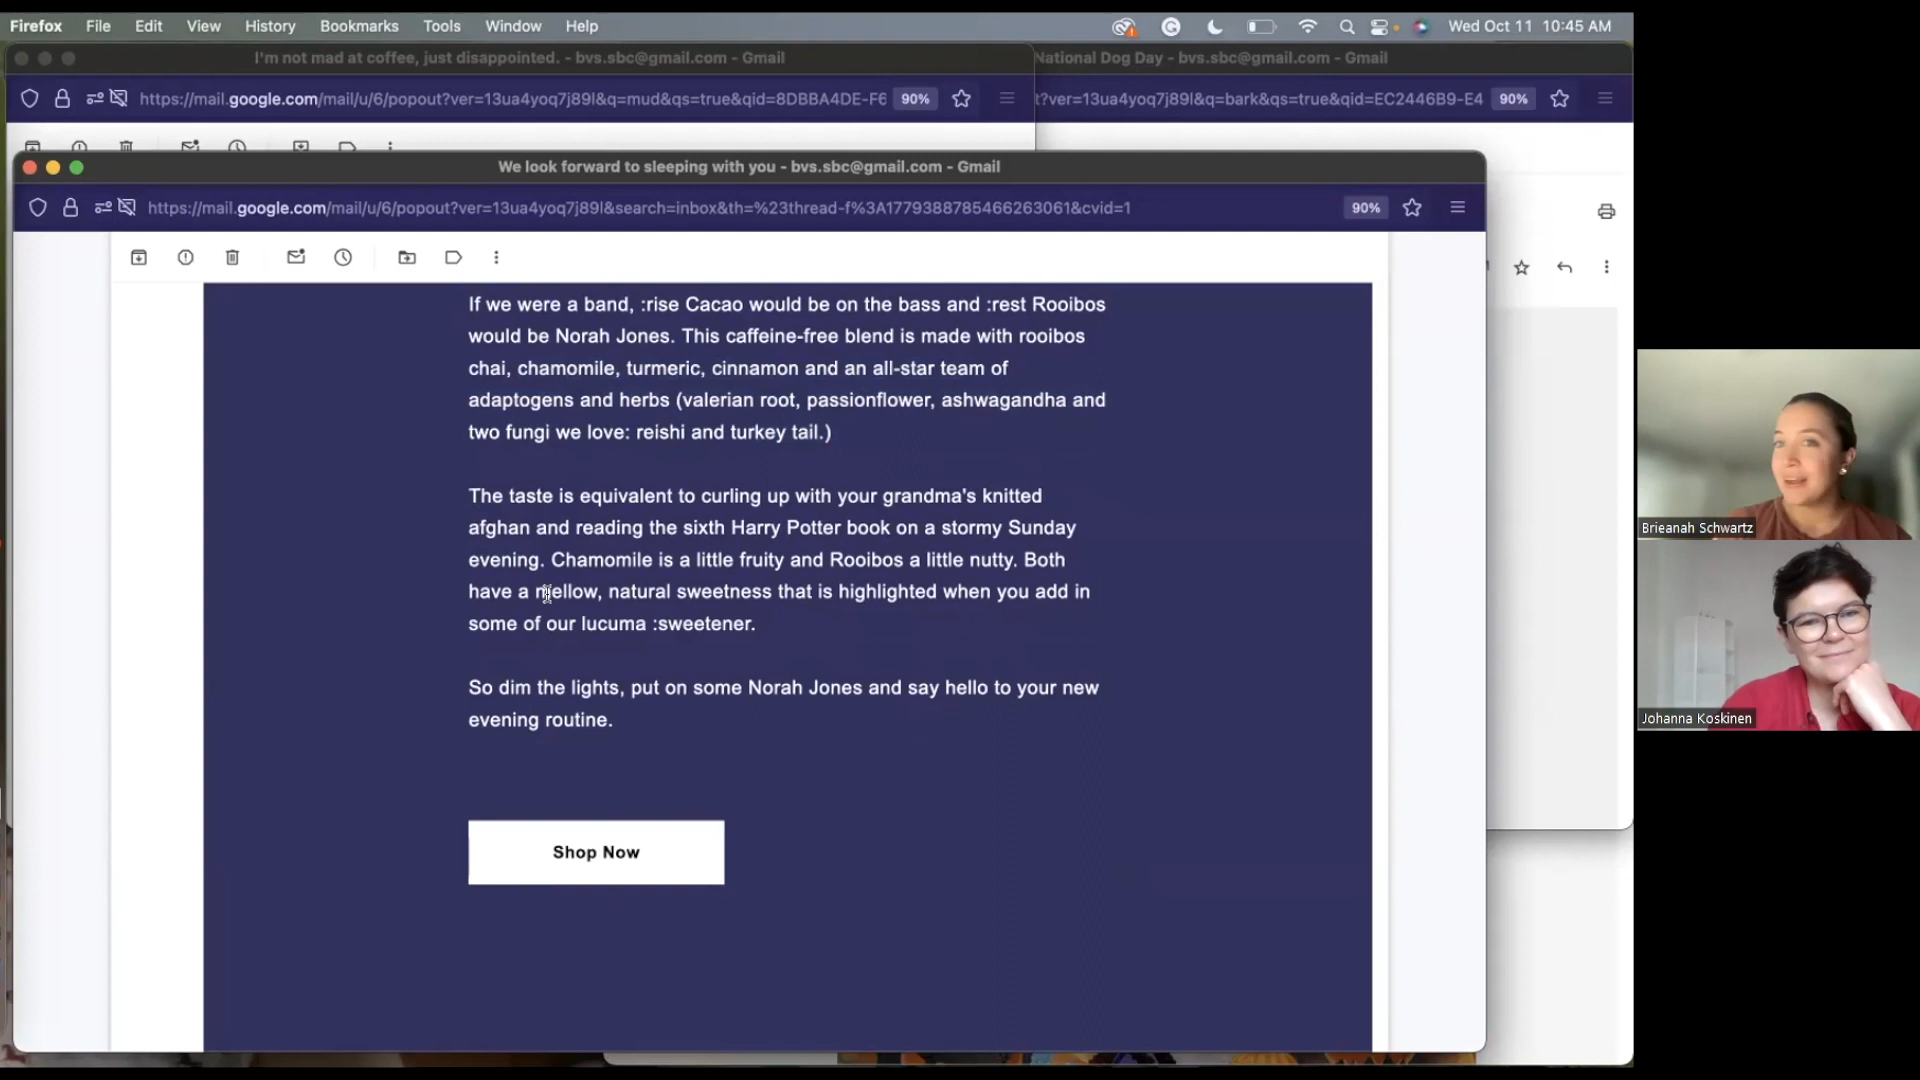 Firefox File Edit View History Bookmarks Tools Window Help Wed Oct 11 10:45 AM
I'm not mad at coffee, just disappointed. - bvs.sbc@gmail.com - Gmail
National Dog Day - bvs.sbc@gmail.com - Gmail
https://mail.google.com/mail/u/6/popout?ver=13ua4yoq7j89l&q=mud&qs=true&qid=8DBBA4DE-F6 90%
t?ver=13ua4yoq7j89l&q=bark&qs=true&qid=EC2446B9-E4 90%
We look forward to sleeping with you - bvs.sbc@gmail.com - Gmail
https://mail.google.com/mail/u/6/popout?ver=13ua4yoq7j89l&search=inbox&th=%23thread-f%3A1779388785466263061&cvid=1 90%
If we were a band, :rise Cacao would be on the bass and :rest Rooibos
would be Norah Jones. This caffeine-free blend is made with rooibos
chai, chamomile, turmeric, cinnamon and an all-star team of
adaptogens and herbs (valerian root, passionflower, ashwagandha and
two fungi we love: reishi and turkey tail.)
The taste is equivalent to curling up with your grandma's knitted
afghan and reading the sixth Harry Potter book on a stormy Sunday
evening. Chamomile is a little fruity and Rooibos a little nutty. Both
have a mellow, natural sweetness that is highlighted when you add in
some of our lucuma :sweetener.
So dim the lights, put on some Norah Jones and say hello to your new
evening routine.
Shop Now
Brieanah Schwartz
Johanna Koskinen